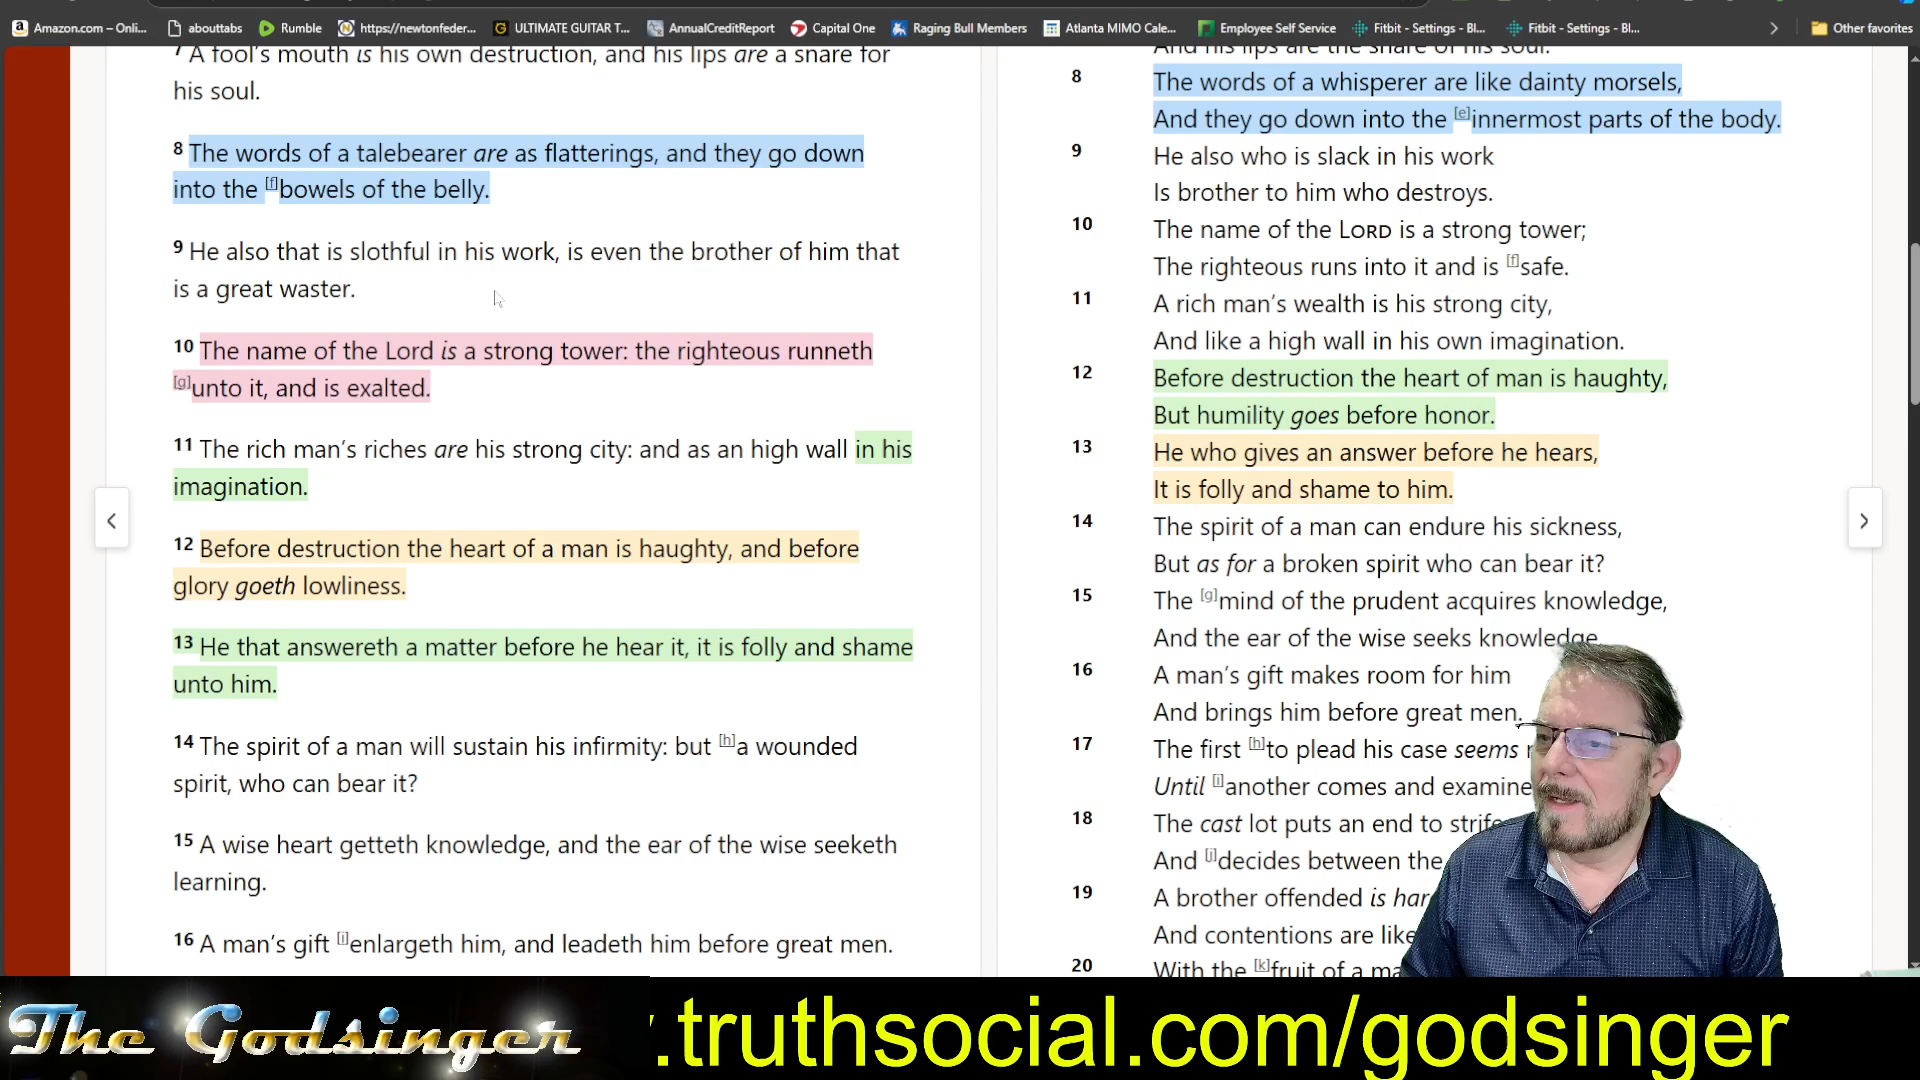 Amazon.com – Onli...
abouttabs
Rumble
https://newtonfeder...
ULTIMATE GUITAR T...
AnnualCreditReport
Capital One
Raging Bull Members
Atlanta MIMO Cale...
Employee Self Service
Fitbit - Settings - Bl...
Fitbit - Settings - Bl...
Other favorites
7 A fool's mouth is his own destruction, and his lips are a snare for
his soul.
8 The words of a talebearer are as flatterings, and they go down
into the [f]bowels of the belly.
9 He also that is slothful in his work, is even the brother of him that
is a great waster.
10 The name of the Lord is a strong tower: the righteous runneth
[g]unto it, and is exalted.
11 The rich man's riches are his strong city: and as an high wall in his
imagination.
12 Before destruction the heart of a man is haughty, and before
glory goeth lowliness.
13 He that answereth a matter before he hear it, it is folly and shame
unto him.
14 The spirit of a man will sustain his infirmity: but [h]a wounded
spirit, who can bear it?
15 A wise heart getteth knowledge, and the ear of the wise seeketh
learning.
16 A man's gift [i]enlargeth him, and leadeth him before great men.
And his lips are the snare of his soul.
8 The words of a whisperer are like dainty morsels,
And they go down into the [e]innermost parts of the body.
9 He also who is slack in his work
Is brother to him who destroys.
10 The name of the LORD is a strong tower;
The righteous runs into it and is [f]safe.
11 A rich man's wealth is his strong city,
And like a high wall in his own imagination.
12 Before destruction the heart of man is haughty,
But humility goes before honor.
13 He who gives an answer before he hears,
It is folly and shame to him.
14 The spirit of a man can endure his sickness,
But as for a broken spirit who can bear it?
15 The [g]mind of the prudent acquires knowledge,
And the ear of the wise seeks knowledge.
16 A man's gift makes room for him
And brings him before great men.
17 The first [h]to plead his case seems
Until [i]another comes and examine
18 The cast lot puts an end to strife
And [j]decides between the
19 A brother offended is har
And contentions are like
20 With the [k]fruit of a ma
The Godsinger
.truthsocial.com/godsinger